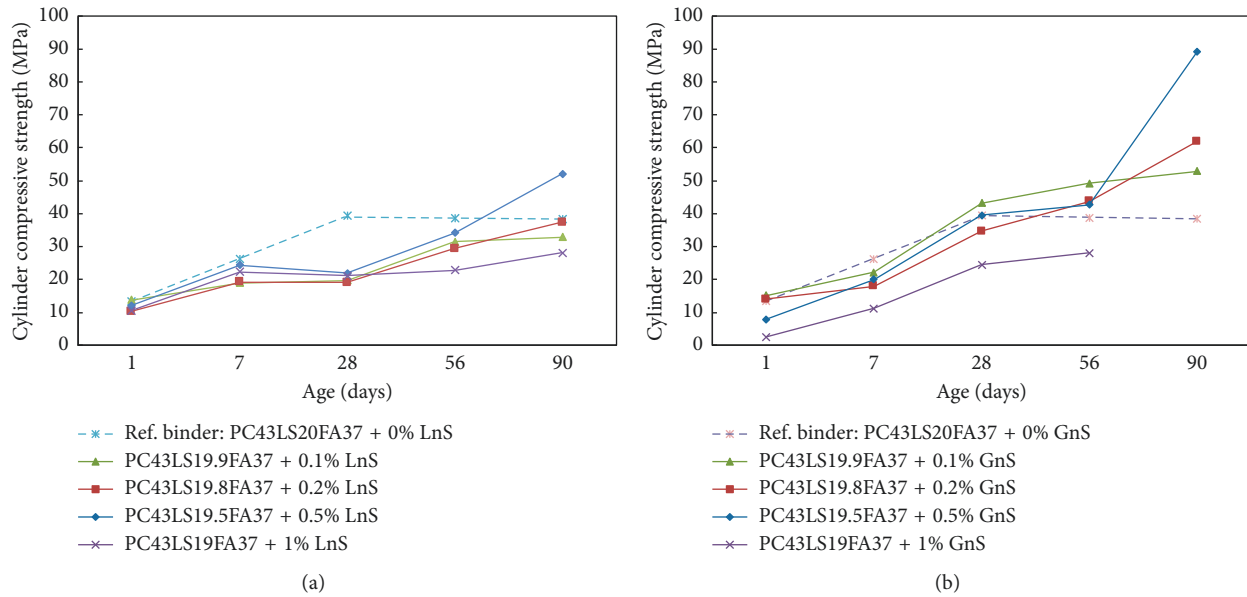 Cylinder compressive strength (MPa)
100
90
80
70
60
50
40
30
20
10
0
1 7 28 56 90
Age (days)
Ref. binder: PC43LS20FA37 + 0% LnS
PC43LS19.9FA37 + 0.1% LnS
PC43LS19.8FA37 + 0.2% LnS
PC43LS19.5FA37 + 0.5% LnS
PC43LS19FA37 + 1% LnS
(a)
Cylinder compressive strength (MPa)
100
90
80
70
60
50
40
30
20
10
0
1 7 28 56 90
Age (days)
Ref. binder: PC43LS20FA37 + 0% GnS
PC43LS19.9FA37 + 0.1% GnS
PC43LS19.8FA37 + 0.2% GnS
PC43LS19.5FA37 + 0.5% GnS
PC43LS19FA37 + 1% GnS
(b)